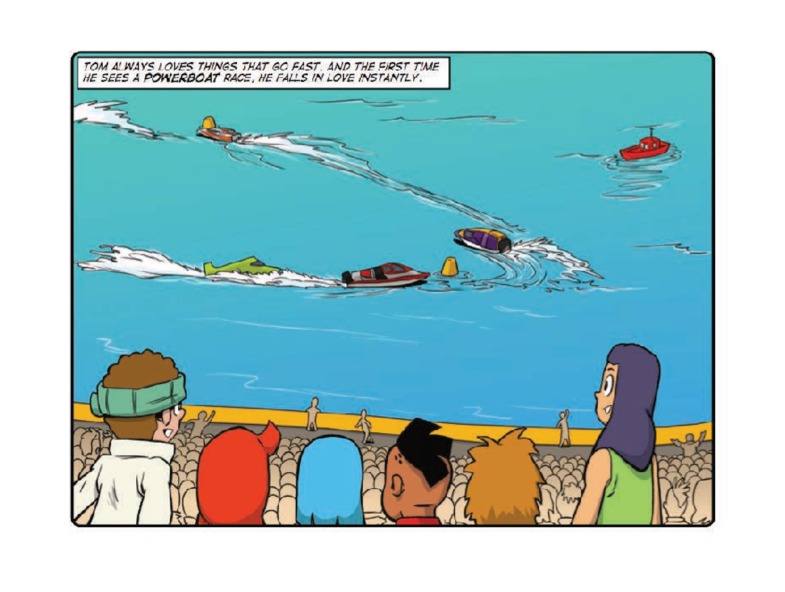 TOM ALWAYS LOVES THINGS THAT GO FAST. AND THE FIRST TIME
HE SEES A POWERBOAT RACE, HE FALLS IN LOVE INSTANTLY.